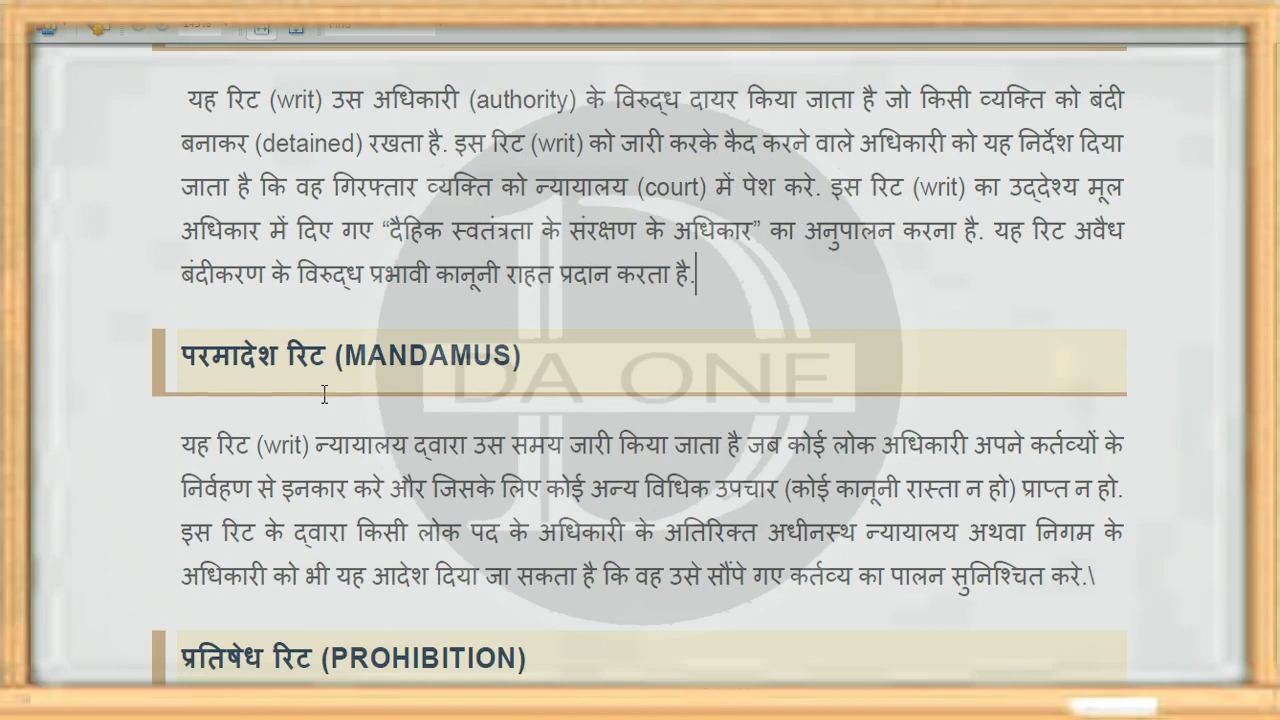 यह रिट (writ) उस अधिकारी (authority) के विरुद्ध दायर किया जाता है जो किसी व्यक्ति को बंदी
बनाकर (detained) रखता है. इस रिट (writ) को जारी करके कैद करने वाले अधिकारी को यह निर्देश दिया
जाता है कि वह गिरफ्तार व्यक्ति को न्यायालय (court) में पेश करे. इस रिट (writ) का उद्देश्य मूल
अधिकार में दिए गए “दैहिक स्वतंत्रता के संरक्षण के अधिकार” का अनुपालन करना है. यह रिट अवैध
बंदीकरण के विरुद्ध प्रभावी कानूनी राहत प्रदान करता है.
परमादेश रिट (MANDAMUS)
DA ONE
यह रिट (writ) न्यायालय द्वारा उस समय जारी किया जाता है जब कोई लोक अधिकारी अपने कर्तव्यों के
निर्वहण से इनकार करे और जिसके लिए कोई अन्य विधिक उपचार (कोई कानूनी रास्ता न हो) प्राप्त न हो.
इस रिट के द्वारा किसी लोक पद के अधिकारी के अतिरिक्त अधीनस्थ न्यायालय अथवा निगम के
अधिकारी को भी यह आदेश दिया जा सकता है कि वह उसे सौंपे गए कर्तव्य का पालन सुनिश्चित करे.\
प्रतिषेध रिट (PROHIBITION)